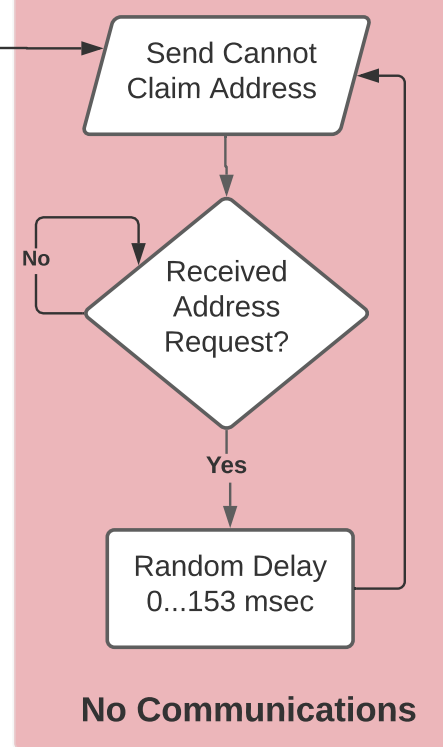 Send Cannot
Claim Address
No
Received
Address
Request?
Yes
Random Delay
0...153 msec
No Communications